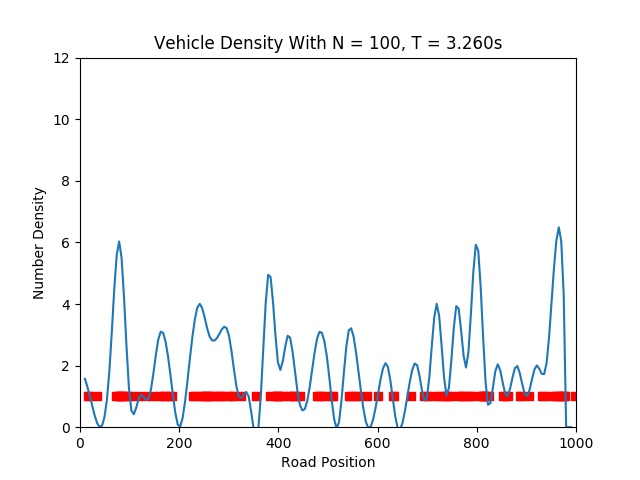 Vehicle Density With N = 100, T = 3.260s
12
10
8
6
4
2
0
Number Density
0 200 400 600 800 1000
Road Position